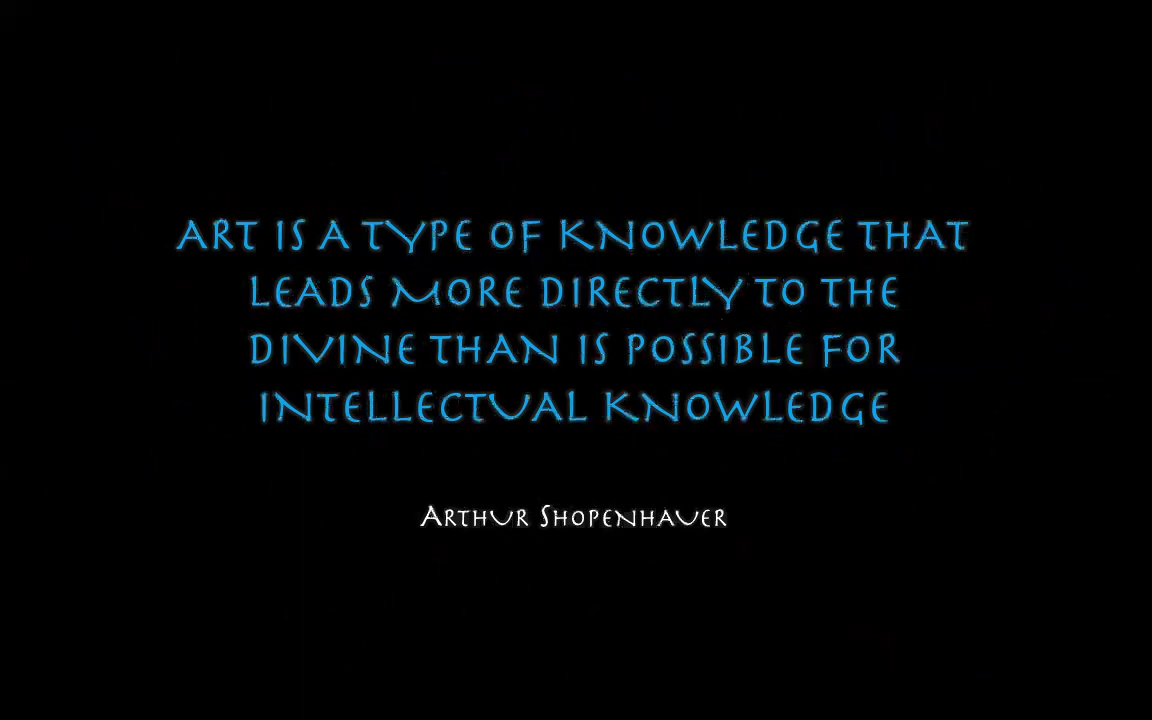 ART IS A TYPE OF KNOWLEDGE THAT
LEADS MORE DIRECTLY TO THE
DIVINE THAN IS POSSIBLE FOR
INTELLECTUAL KNOWLEDGE
ARTHUR SHOPENHAUER